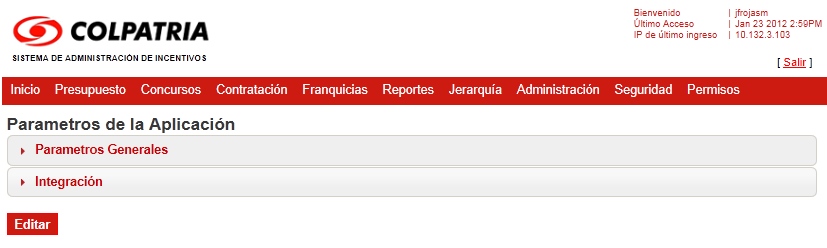 COLPATRIA
SISTEMA DE ADMINISTRACIÓN DE INCENTIVOS
Bienvenido | jfrojasm
Último Acceso | Jan 23 2012 2:59PM
IP de último ingreso | 10.132.3.103
[ Salir ]
Inicio Presupuesto Concursos Contratación Franquicias Reportes Jerarquía Administración Seguridad Permisos
Parametros de la Aplicación
Parametros Generales
Integración
Editar